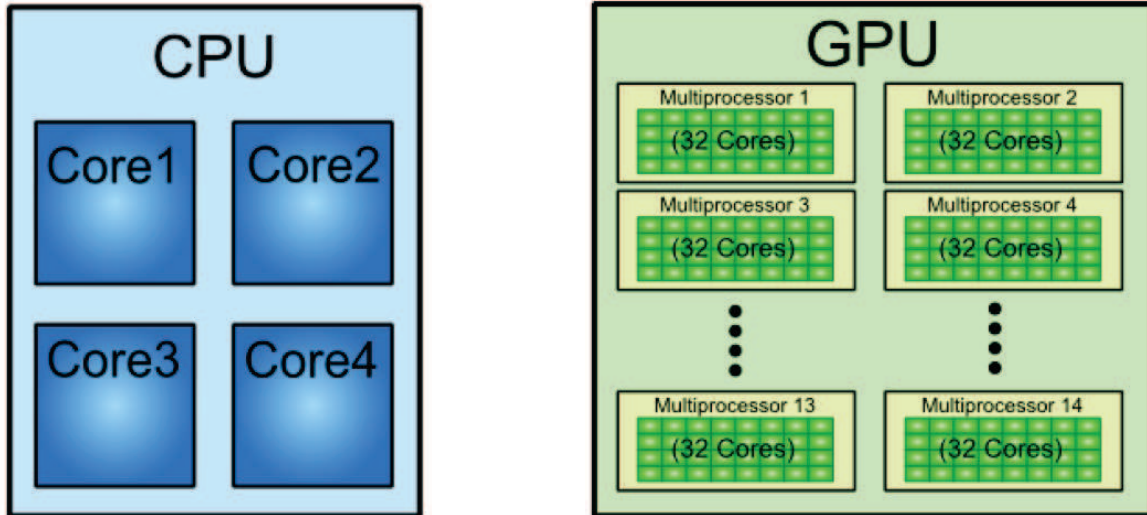 CPU
Core1
Core2
Core3
Core4
GPU
Multiprocessor 1
(32 Cores)
Multiprocessor 2
(32 Cores)
Multiprocessor 3
(32 Cores)
Multiprocessor 4
(32 Cores)
Multiprocessor 13
(32 Cores)
Multiprocessor 14
(32 Cores)